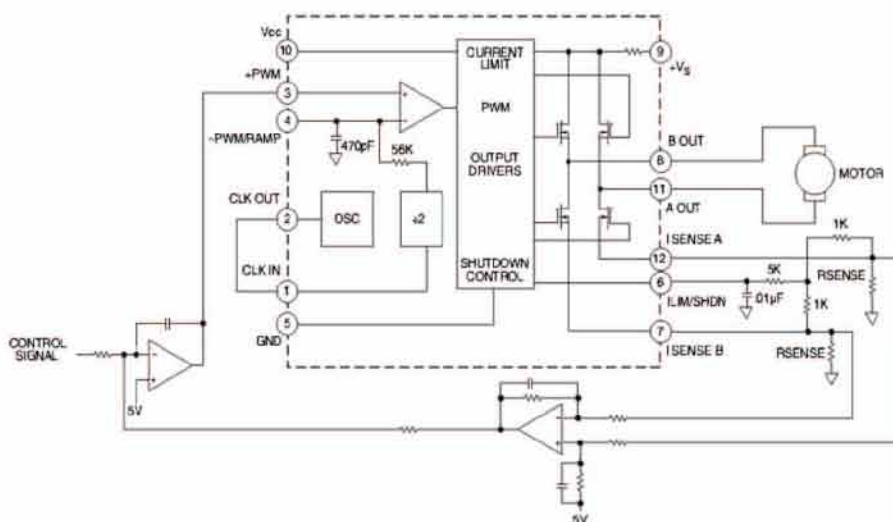 Vcc
10
CURRENT
LIMIT
9
+VS
+PWM
3
PWM
4
~PWM/RAMP
470pF
56K
B OUT
8
OUTPUT
DRIVERS
MOTOR
CLK OUT
2
OSC
÷2
11
A OUT
1K
I SENSE A
12
CLK IN
1
SHUTDOWN
CONTROL
6
5K
RSENSE
.01µF
ILIM/SHDN
1K
5
GND
7
I SENSE B
RSENSE
CONTROL
SIGNAL
5V
5V